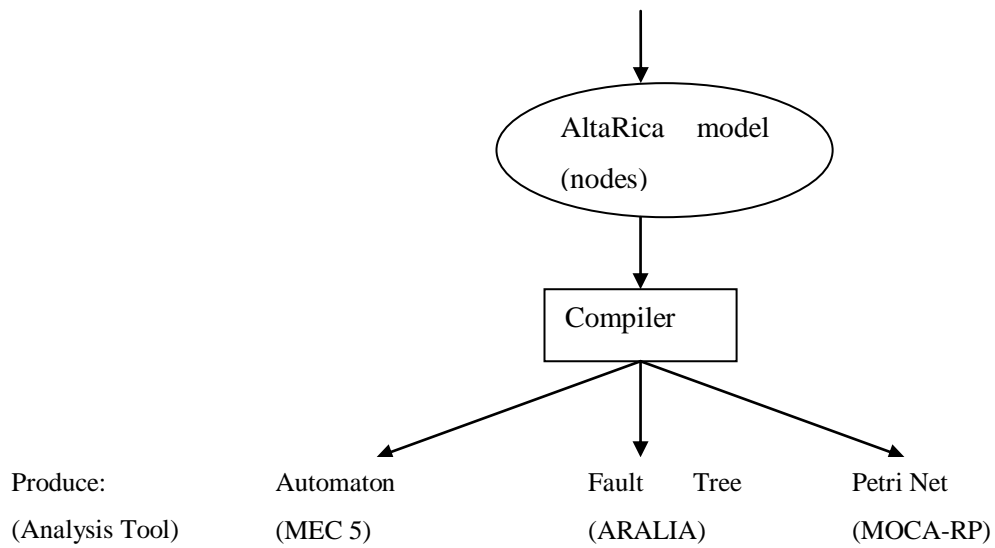 AltaRica model
(nodes)
Compiler
Produce: Automaton Fault Tree Petri Net
(Analysis Tool) (MEC 5) (ARALIA) (MOCA-RP)